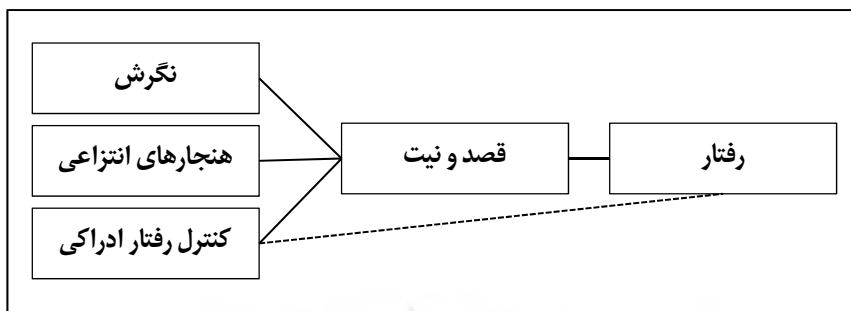 نگرش
هنجارهای انتزاعی
کنترل رفتار ادراکی
قصد و نیت
رفتار